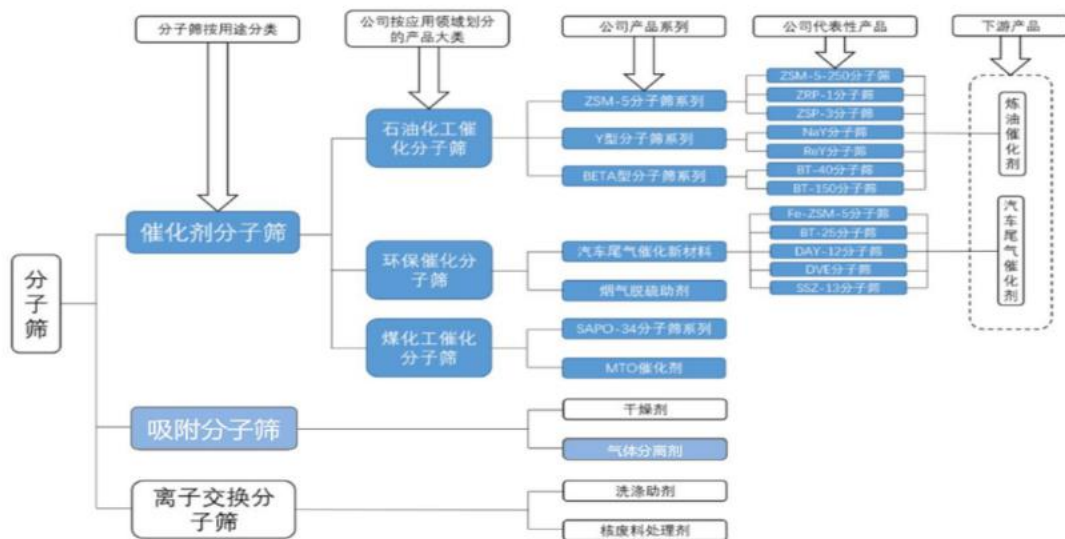 分子筛按用途分类
公司按应用领域划分
的产品大类
公司产品系列
公司代表性产品
下游产品
分子筛
催化剂分子筛
石油化工催
化分子筛
ZSM-5分子筛系列
ZSM-5-250分子筛
ZRP-1分子筛
ZSP-3分子筛
Y型分子筛系列
NaY分子筛
ReY分子筛
BETA型分子筛系列
BT-40分子筛
BT-150分子筛
炼油催化剂
环保催化分
子筛
汽车尾气催化新材料
Fe-ZSM-5分子筛
BT-25分子筛
DAY-12分子筛
DVE分子筛
SSZ-13分子筛
汽车尾气催化剂
烟气脱硫助剂
煤化工催化
分子筛
SAPO-34分子筛系列
MTO催化剂
吸附分子筛
干燥剂
气体分离剂
离子交换分
子筛
洗涤助剂
核废料处理剂